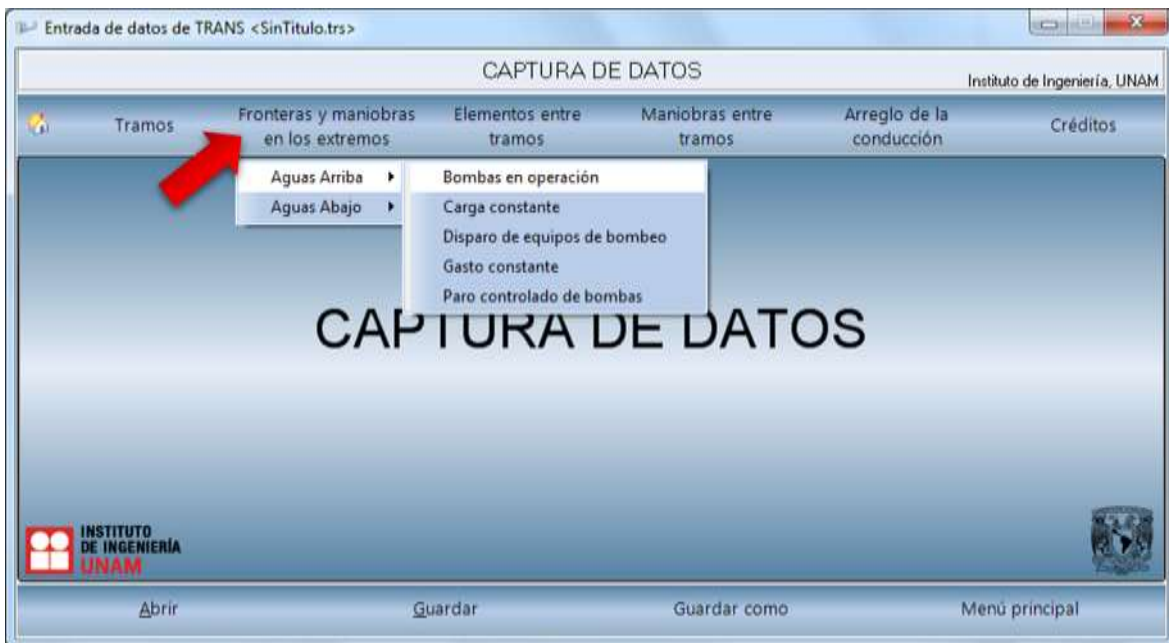 Entrada de datos de TRANS <SinTitulo.trs>
CAPTURA DE DATOS
Instituto de Ingeniería, UNAM
Tramos
Fronteras y maniobras
en los extremos
Elementos entre
tramos
Maniobras entre
tramos
Arreglo de la
conducción
Créditos
Aguas Arriba
Aguas Abajo
Bombas en operación
Carga constante
Disparo de equipos de bombeo
Gasto constante
Paro controlado de bombas
CAPTURA DE DATOS
INSTITUTO
DE INGENIERÍA
UNAM
Abrir
Guardar
Guardar como
Menú principal